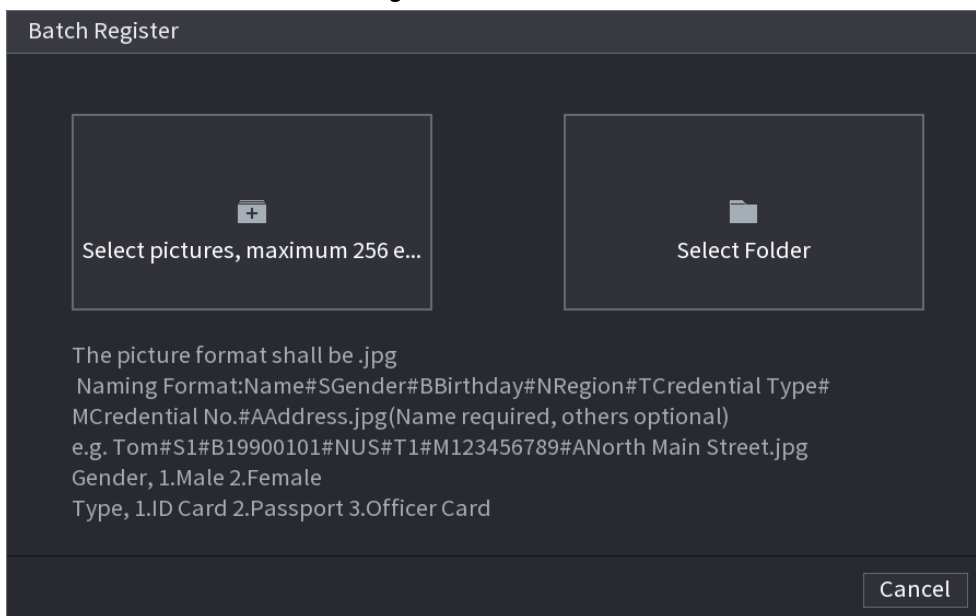 Batch Register
Select pictures, maximum 256 e...
Select Folder
The picture format shall be .jpg
Naming Format:Name#SGender#BBirthday#NRegion#TCredential Type#
MCredential No.#AAddress.jpg(Name required, others optional)
e.g. Tom#S1#B19900101#NUS#T1#M123456789#ANorth Main Street.jpg
Gender, 1.Male 2.Female
Type, 1.ID Card 2.Passport 3.Officer Card
Cancel